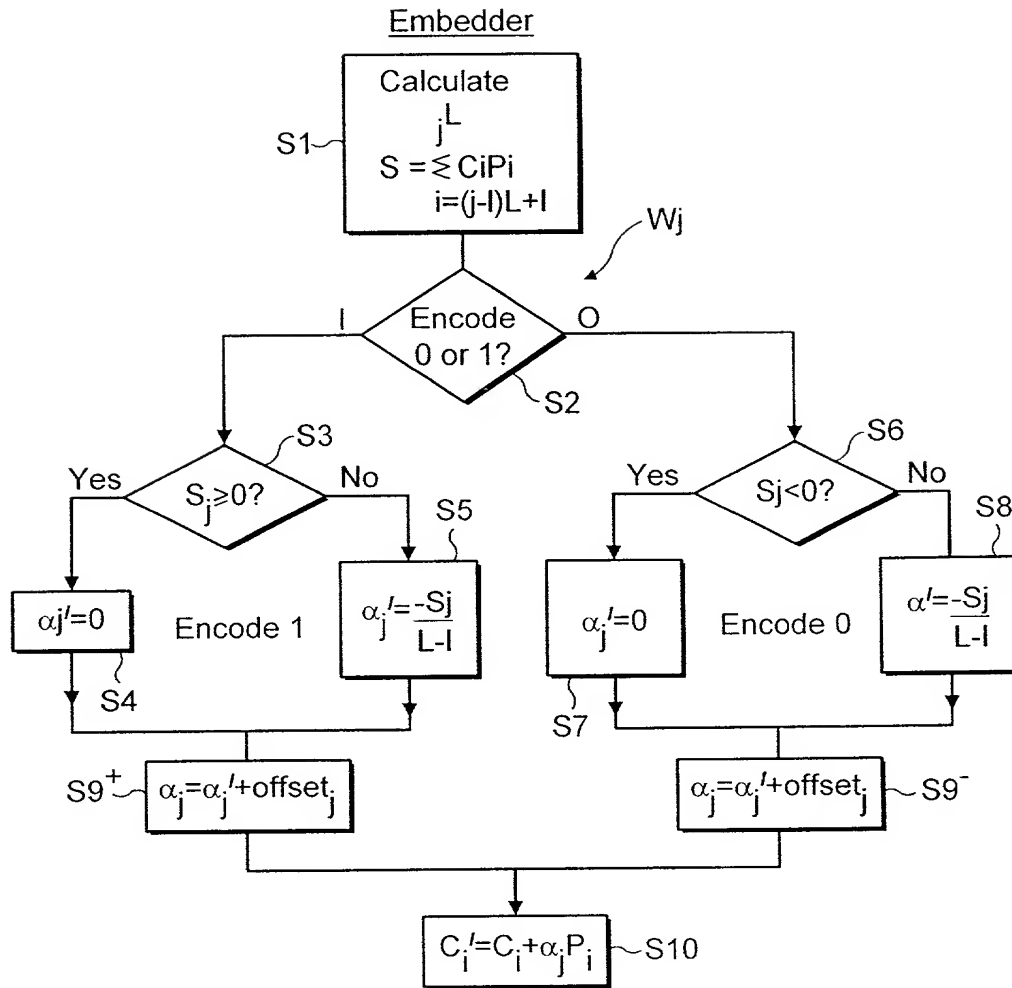 Embedder
Calculate
jL
S1
S = ≶ CiPi
i=(j-I)L+I
Wj
I
Encode
0 or 1?
O
S2
S3
S6
Yes
Sj≥0?
No
Yes
Sj<0?
No
S5
S8
αj′=0
Encode 1
αj′=-Sj
L-I
αj′=0
Encode 0
α′=-Sj
L-I
S4
S7
S9+
αj=αj′+offsetj
αj=αj′+offsetj
S9-
Ci′=Ci+αjPi
S10